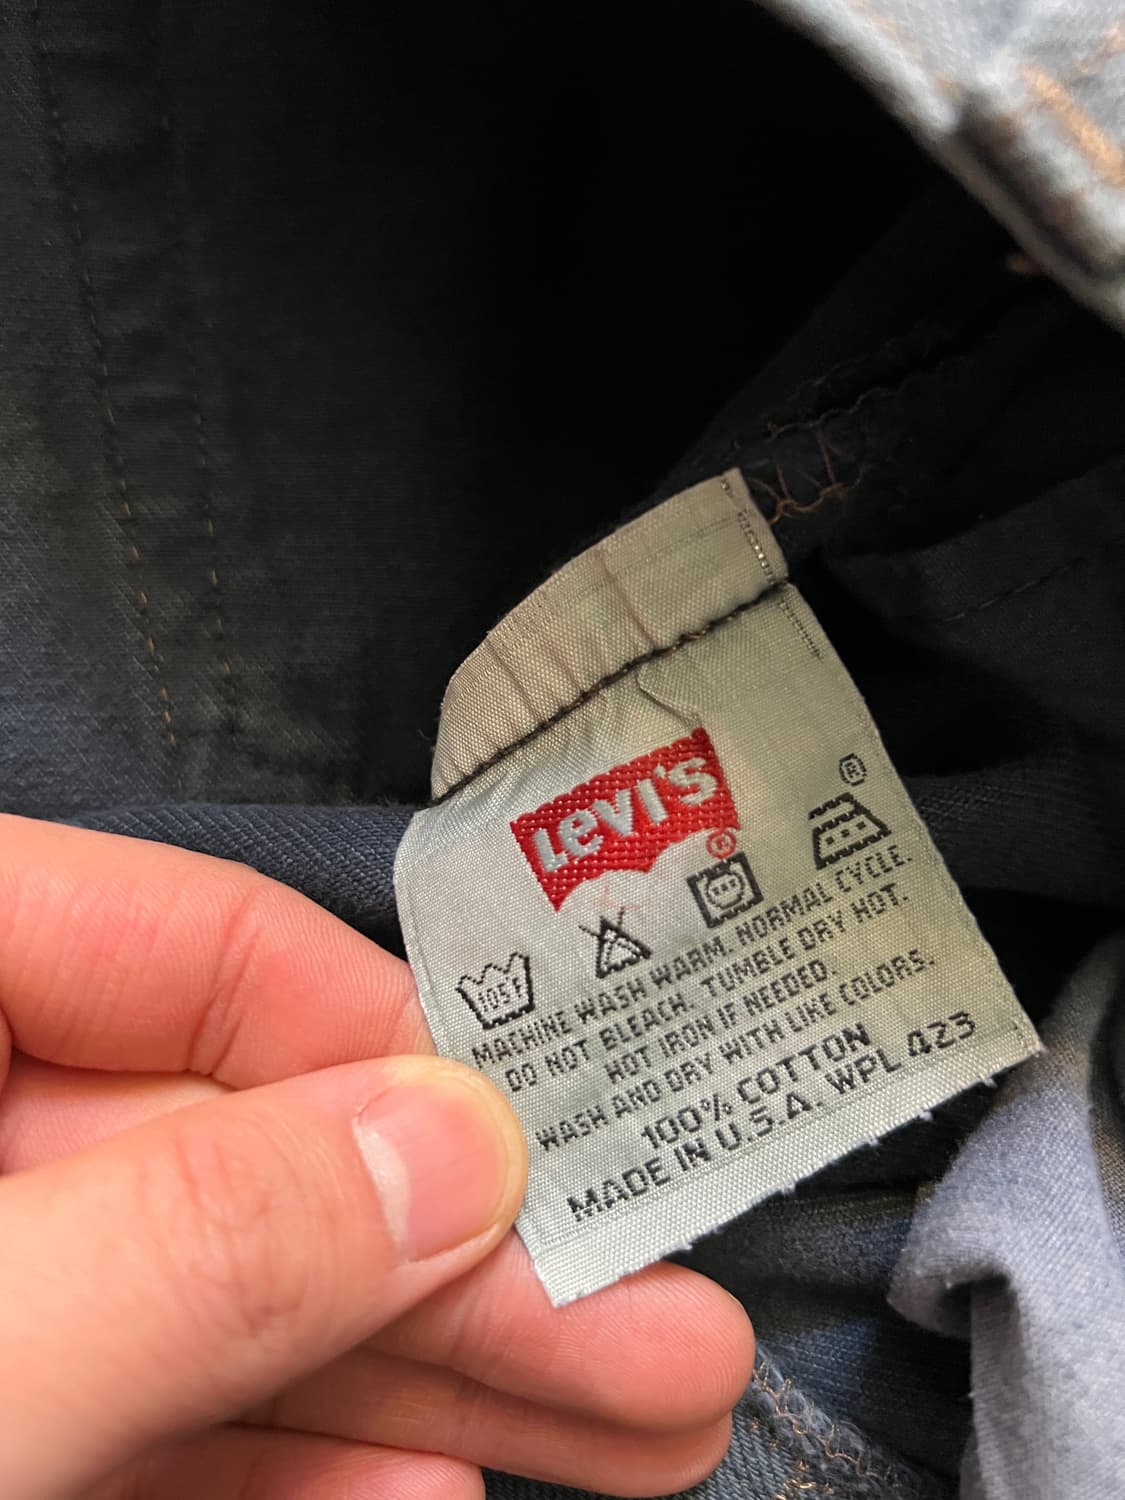 Levi's
®
®
105 F
MACHINE WASH WARM. NORMAL CYCLE.
DO NOT BLEACH. TUMBLE DRY HOT.
HOT IRON IF NEEDED.
WASH AND DRY WITH LIKE COLORS.
100% COTTON
MADE IN U.S.A. WPL 423